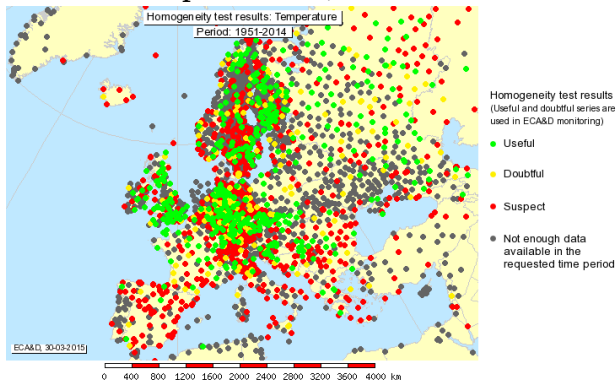 Homogeneity test results: Temperature
Period: 1951-2014
Homogeneity test results
(Useful and doubtful series are
used in ECA&D monitoring)
Useful
Doubtful
Suspect
Not enough data
available in the
requested time period
ECA&D, 30-03-2015
0 400 800 1200 1600 2000 2400 2800 3200 3600 4000 km